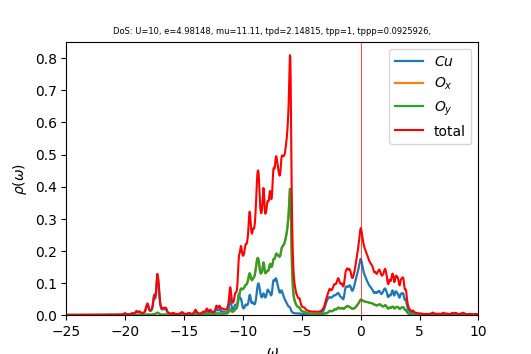 DoS: U=10, e=4.98148, mu=11.11, tpd=2.14815, tpp=1, tppp=0.0925926,
0.8
0.7
0.6
0.5
0.4
0.3
0.2
0.1
0.0
ρ(ω)
Cu
O_x
O_y
total
−25 −20 −15 −10 −5 0 5 10
ω